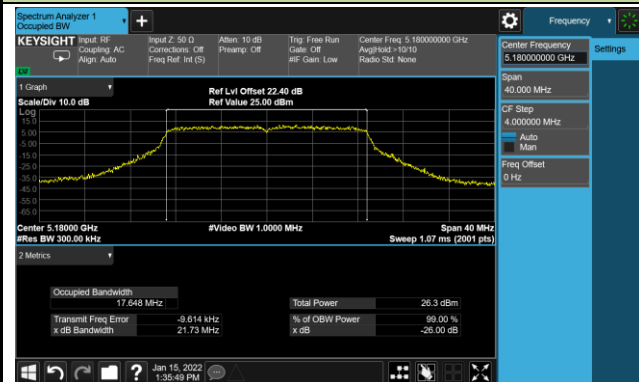 Spectrum Analyzer 1
Occupied BW
+
Frequency
KEYSIGHT
Input: RF
Coupling: AC
Align: Auto
Input Z: 50 Ω
Corrections: Off
Freq Ref: Int (S)
Atten: 10 dB
Preamp: Off
Trig: Free Run
Gate: Off
#IF Gain: Low
Center Freq: 5.180000000 GHz
Avg|Hold:>10/10
Radio Std: None
LXI
Center Frequency
5.180000000 GHz
Settings
Span
40.000 MHz
CF Step
4.000000 MHz
Auto
Man
Freq Offset
0 Hz
1 Graph
Scale/Div 10.0 dB
Ref Lvl Offset 22.40 dB
Ref Value 25.00 dBm
Log
15.0
5.00
-5.00
-15.0
-25.0
-35.0
-45.0
-55.0
-65.0
Center 5.18000 GHz
#Res BW 300.00 kHz
#Video BW 1.0000 MHz
Span 40 MHz
Sweep 1.07 ms (2001 pts)
2 Metrics
Occupied Bandwidth
17.648 MHz
Total Power 26.3 dBm
Transmit Freq Error -9.614 kHz
% of OBW Power 99.00 %
x dB Bandwidth 21.73 MHz
x dB -26.00 dB
?
Jan 15, 2022
1:35:49 PM